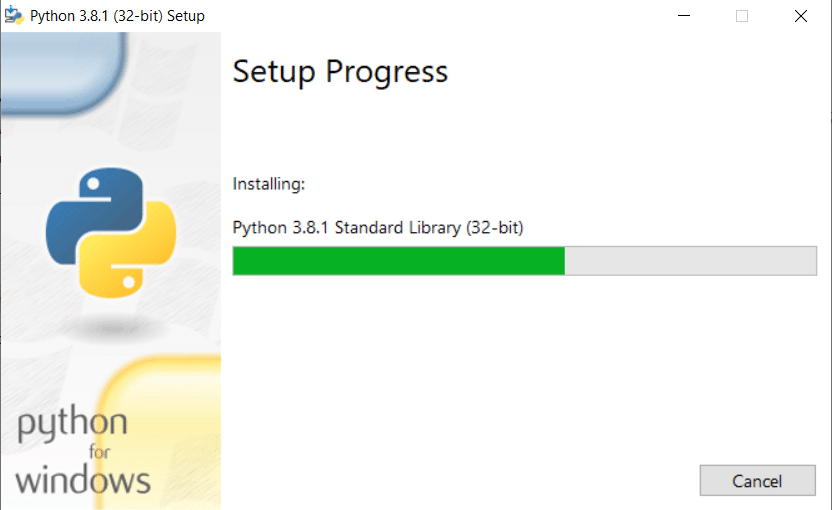 Python 3.8.1 (32-bit) Setup
Setup Progress
Installing:
Python 3.8.1 Standard Library (32-bit)
python
for
windows
Cancel